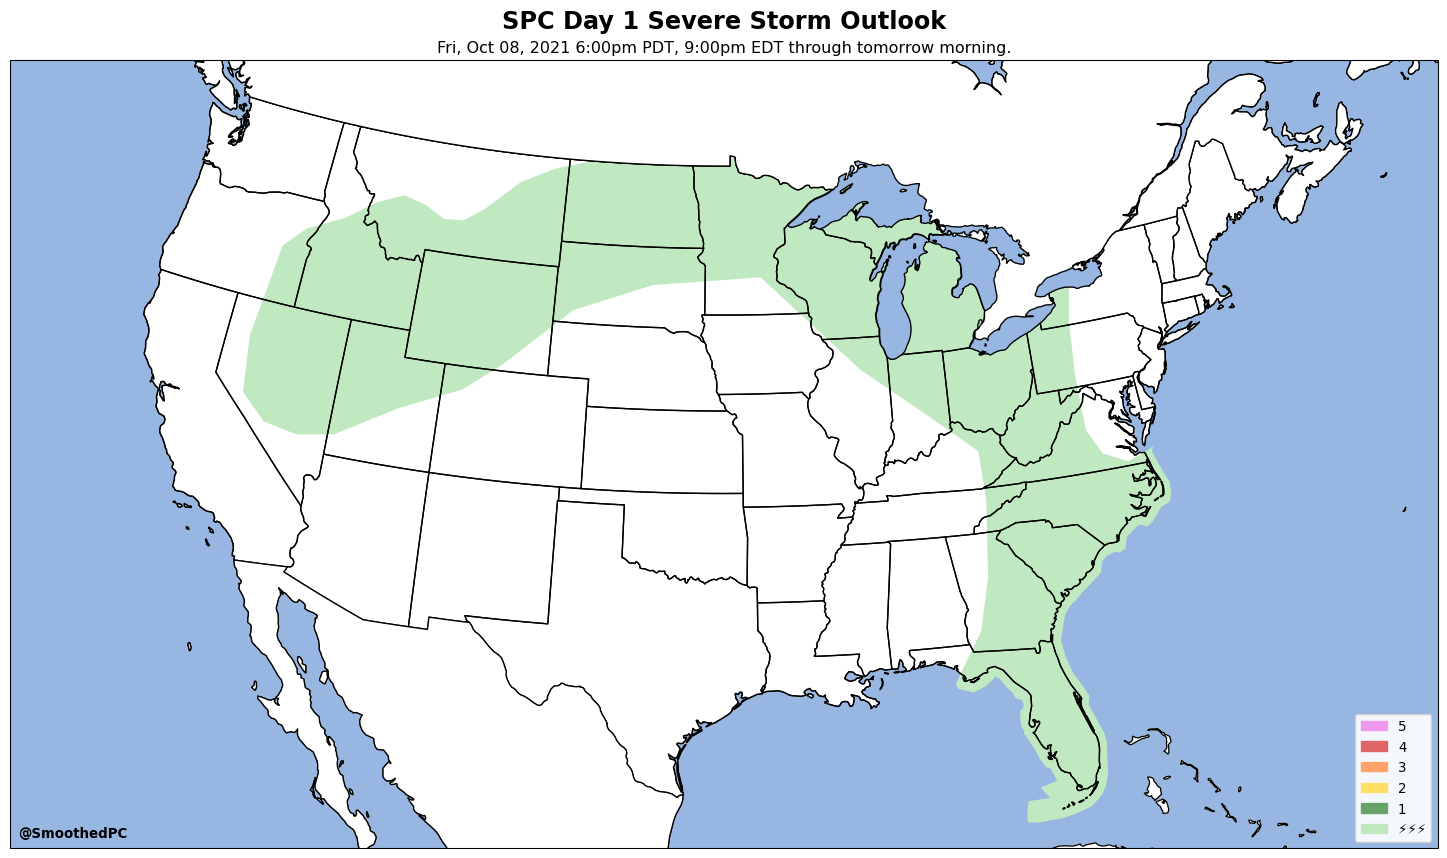 SPC Day 1 Severe Storm Outlook
Fri, Oct 08, 2021 6:00pm PDT, 9:00pm EDT through tomorrow morning.
5
4
3
2
1
⚡⚡⚡
@SmoothedPC